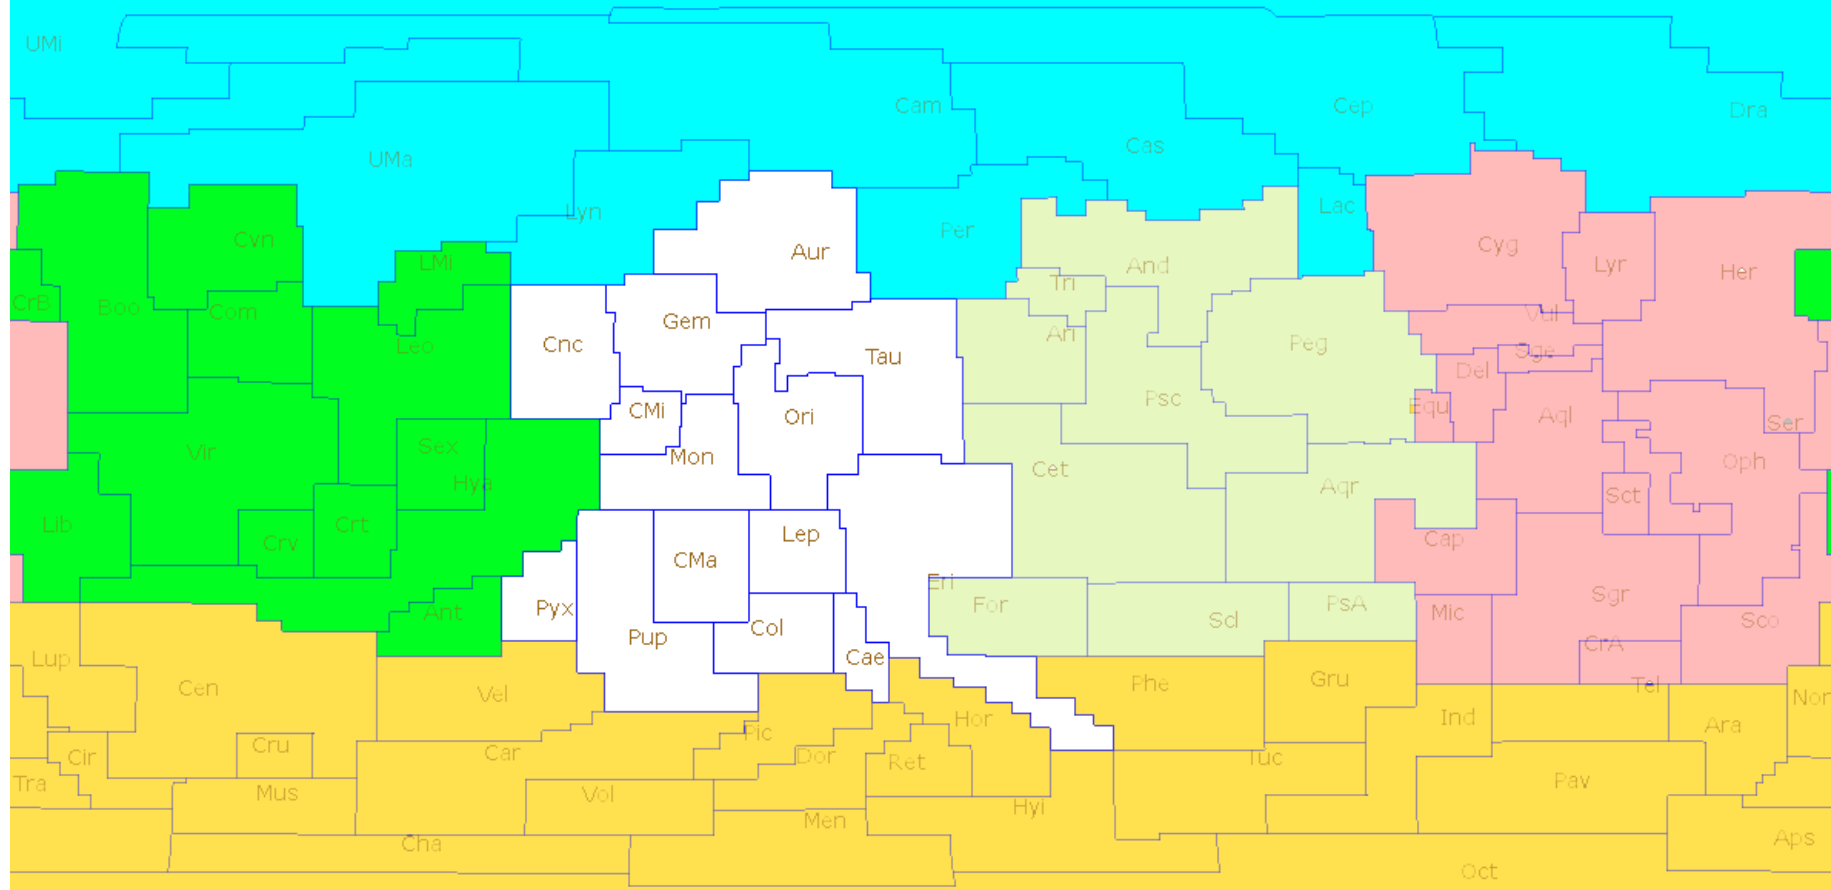 UMi
Cam
Cep
Dra
UMa
Cas
Lyn
Lac
Per
Cvn
Aur
Cyg
LMi
And
Lyr
Her
Tri
CrB
Boo
Com
Gem
Vul
Ari
Leo
Cnc
Tau
Peg
Sge
Del
Psc
CMi
Ori
Equ
Aql
Ser
Vir
Sex
Mon
Cet
Oph
Hya
Aqr
Sct
Lib
Crt
Crv
Lep
Cap
CMa
Eri
Sgr
Ant
Pyx
For
PsA
Mic
Scl
Sco
Pup
Col
CrA
Lup
Cae
Cen
Vel
Phe
Gru
Tel
Nor
Hor
Ind
Ara
Pic
Cru
Cir
Car
Dor
Ret
Tuc
Tra
Mus
Vol
Pav
Hyi
Men
Aps
Cha
Oct